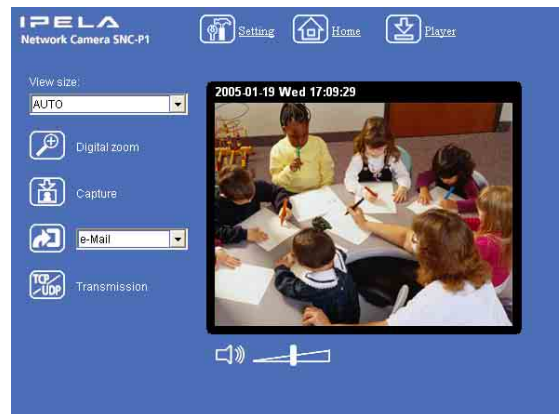 IPELA
Network Camera SNC-P1
Setting
Home
Player
View size:
AUTO
2005-01-19 Wed 17:09:29
Digital zoom
Capture
e-Mail
TCP/UDP
Transmission